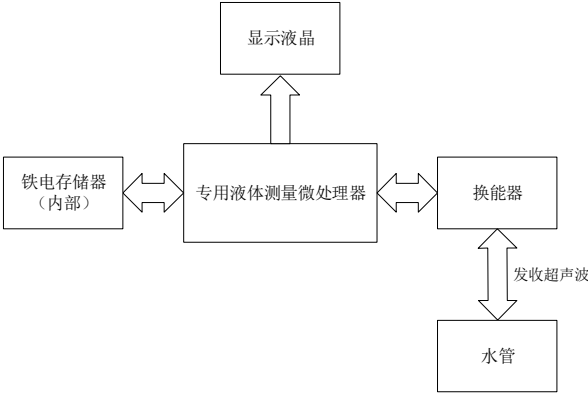 显示液晶
铁电存储器
（内部）
专用液体测量微处理器
换能器
发收超声波
水管